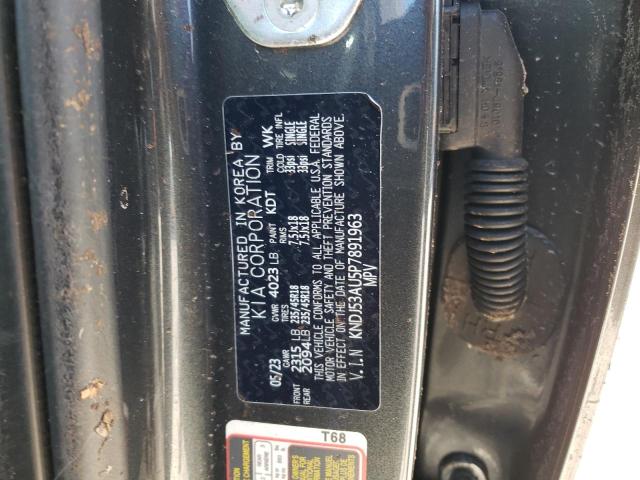 MANUFACTURED IN KOREA BY
KIA CORPORATION
05/23 GVWR 4023 LB PAINT KDT TRIM WK
GAWR TIRES RIMS COLD TIRE INFL
FRONT 2315 LB 235/45R18 7.5Jx18 33psi SINGLE
REAR 2094 LB 235/45R18 7.5Jx18 33psi SINGLE
THIS VEHICLE CONFORMS TO ALL APPLICABLE U.S.A. FEDERAL
MOTOR VEHICLE SAFETY AND THEFT PREVENTION STANDARDS
IN EFFECT ON THE DATE OF MANUFACTURE SHOWN ABOVE.
V.I.N KNDJ53AU5P7891963
MPV
T68